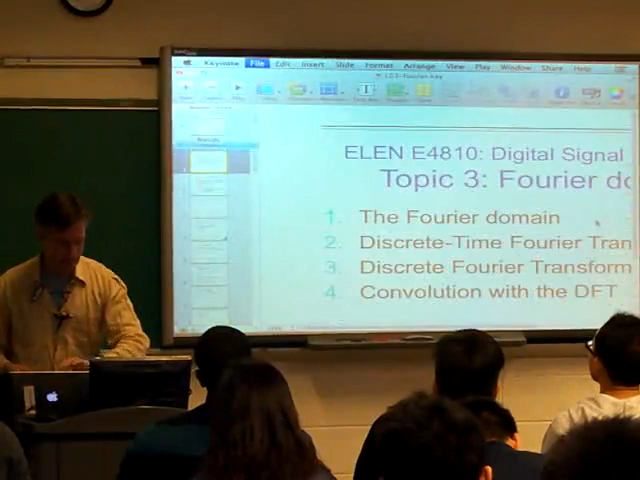 Keynote File Edit Insert Slide Format Arrange View Play Window Share Help
ELEN E4810: Digital Signal
Topic 3: Fourier do
1. The Fourier domain
2. Discrete-Time Fourier Tran
3. Discrete Fourier Transform
4. Convolution with the DFT